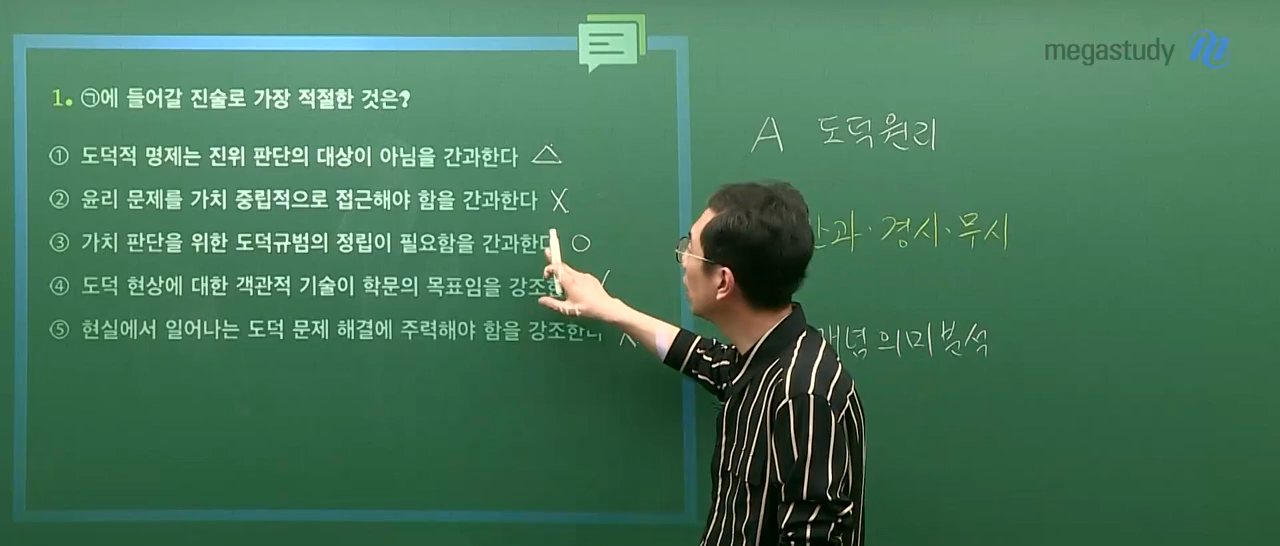 megastudy
1. ㉠에 들어갈 진술로 가장 적절한 것은?
① 도덕적 명제는 진위 판단의 대상이 아님을 간과한다 △
② 윤리 문제를 가치 중립적으로 접근해야 함을 간과한다 X
③ 가치 판단을 위한 도덕규범의 정립이 필요함을 간과한다 O
④ 도덕 현상에 대한 객관적 기술이 학문의 목표임을
⑤ 현실에서 일어나는 도덕 문제 해결에 주력해야 함을 강조한다 X
A 도덕원리
간과·경시·무시
개념 의미분석